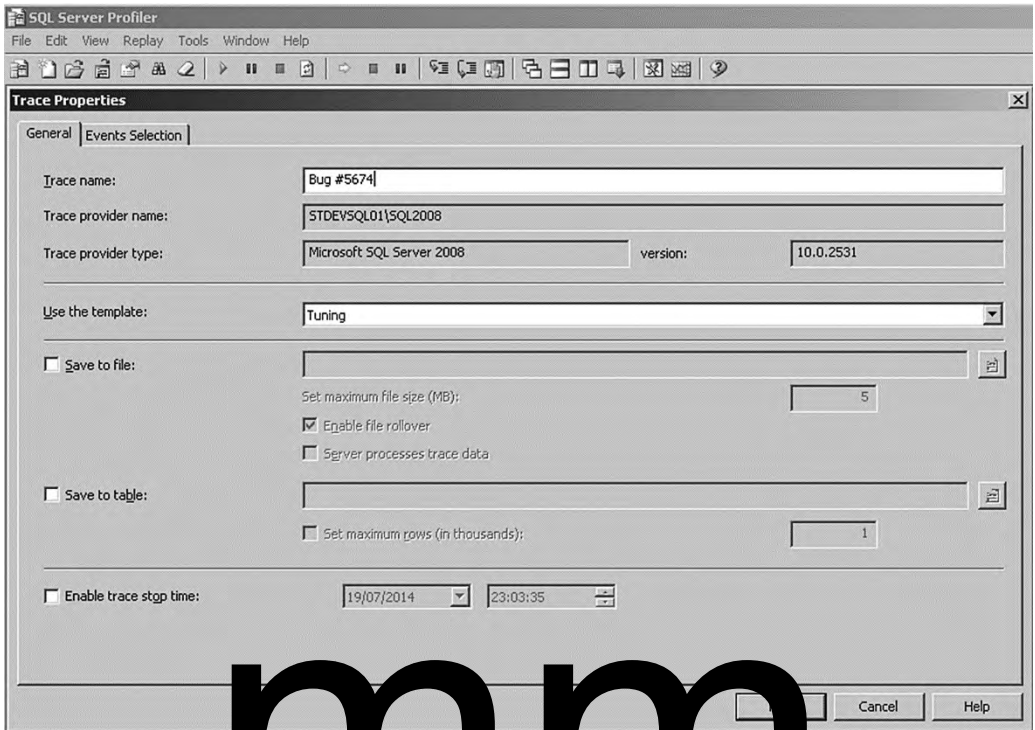 SQL Server Profiler
File Edit View Replay Tools Window Help
Trace Properties
General Events Selection
Trace name: Bug #5674
Trace provider name: STDEVSQL01\SQL2008
Trace provider type: Microsoft SQL Server 2008 version: 10.0.2531
Use the template: Tuning
Save to file:
Set maximum file size (MB): 5
Enable file rollover
Server processes trace data
Save to table:
Set maximum rows (in thousands): 1
Enable trace stop time: 19/07/2014 23:03:35
Cancel Help
mm